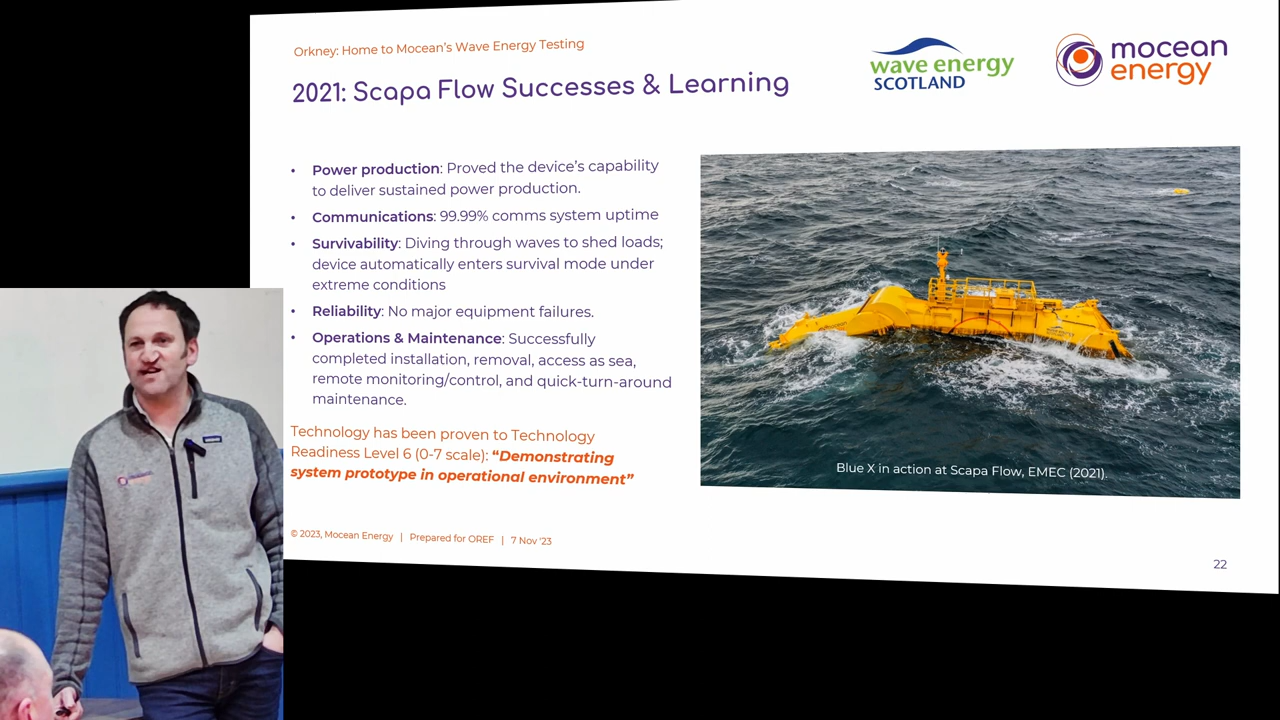 Orkney: Home to Mocean's Wave Energy Testing
2021: Scapa Flow Successes & Learning
wave energy
SCOTLAND
mocean
energy
• Power production: Proved the device's capability
to deliver sustained power production.
• Communications: 99.99% comms system uptime
• Survivability: Diving through waves to shed loads;
device automatically enters survival mode under
extreme conditions
• Reliability: No major equipment failures.
• Operations & Maintenance: Successfully
completed installation, removal, access as sea,
remote monitoring/control, and quick-turn-around
maintenance.
Technology has been proven to Technology
Readiness Level 6 (0-7 scale): “Demonstrating
system prototype in operational environment”
Blue X in action at Scapa Flow, EMEC (2021).
© 2023, Mocean Energy | Prepared for OREF | 7 Nov '23
22